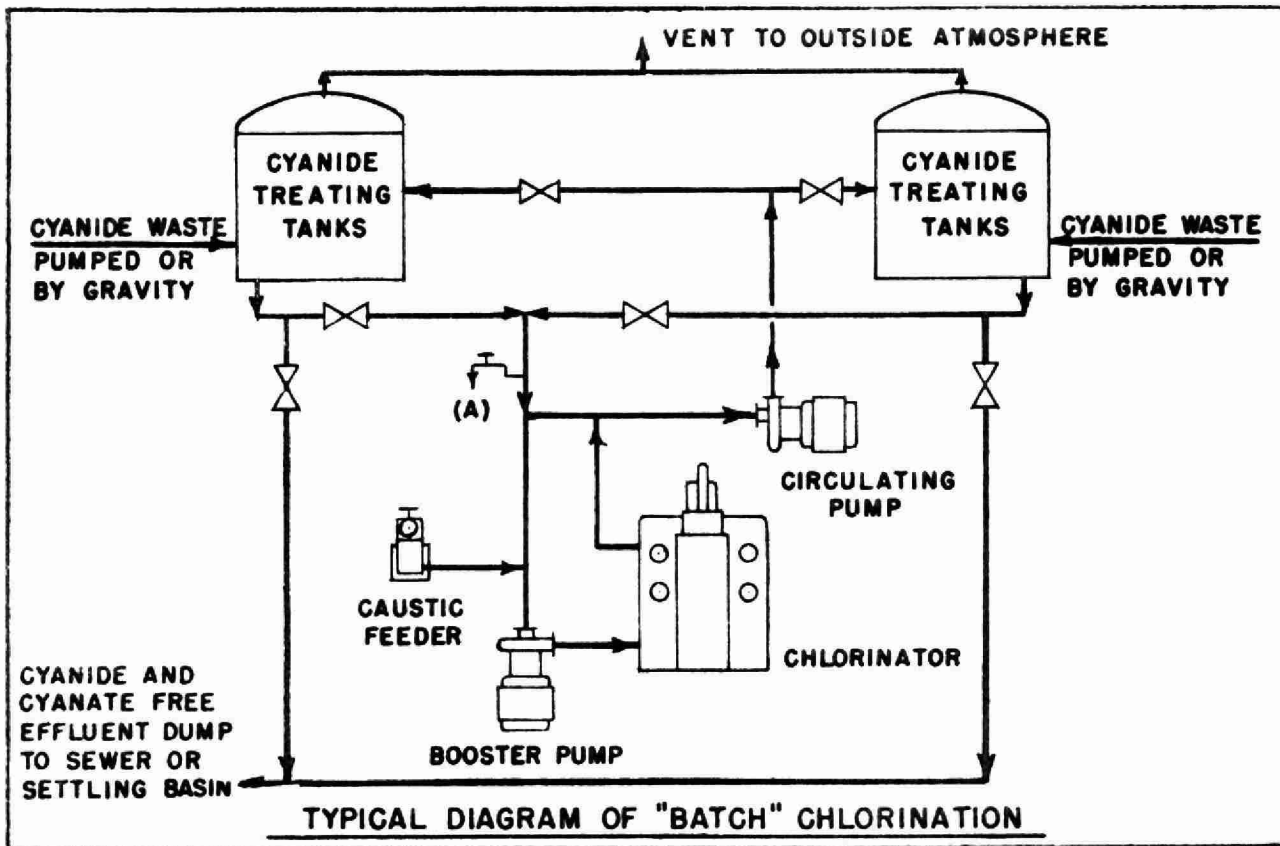 VENT TO OUTSIDE ATMOSPHERE
CYANIDE
TREATING
TANKS
CYANIDE
TREATING
TANKS
CYANIDE WASTE
PUMPED OR
BY GRAVITY
CYANIDE WASTE
PUMPED OR
BY GRAVITY
(A)
CIRCULATING
PUMP
CAUSTIC
FEEDER
CHLORINATOR
CYANIDE AND
CYANATE FREE
EFFLUENT DUMP
TO SEWER OR
SETTLING BASIN
BOOSTER PUMP
TYPICAL DIAGRAM OF "BATCH" CHLORINATION